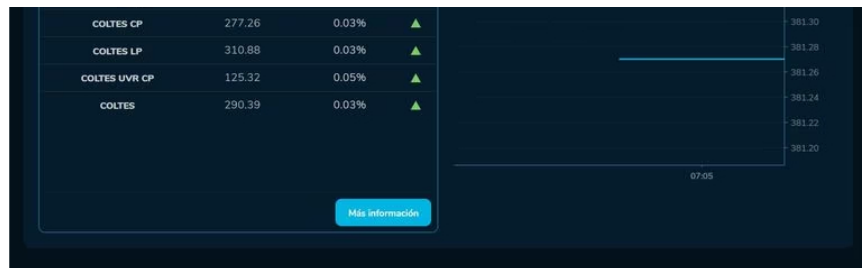 COLTES CP 277.26 0.03% ▲
COLTES LP 310.88 0.03% ▲
COLTES UVR CP 125.32 0.05% ▲
COLTES 290.39 0.03% ▲
Más información
381.30
381.28
381.26
381.24
381.22
381.20
07:05